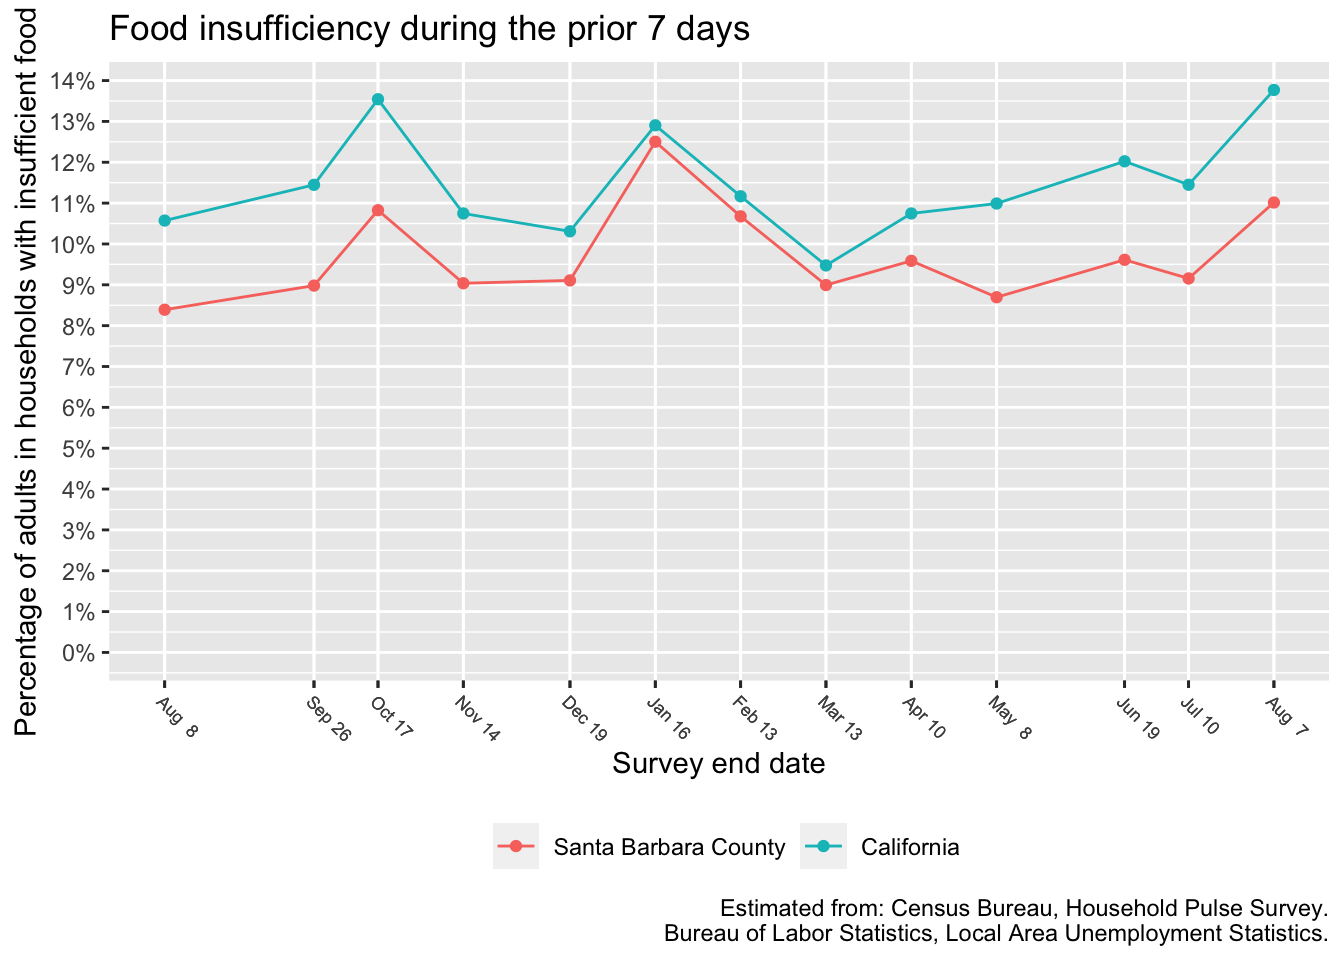 Food insufficiency during the prior 7 days
Percentage of adults in households with insufficient food
14%
13%
12%
11%
10%
9%
8%
7%
6%
5%
4%
3%
2%
1%
0%
Aug 8
Sep 26
Oct 17
Nov 14
Dec 19
Jan 16
Feb 13
Mar 13
Apr 10
May 8
Jun 19
Jul 10
Aug 7
Survey end date
Santa Barbara County
California
Estimated from: Census Bureau, Household Pulse Survey.
Bureau of Labor Statistics, Local Area Unemployment Statistics.